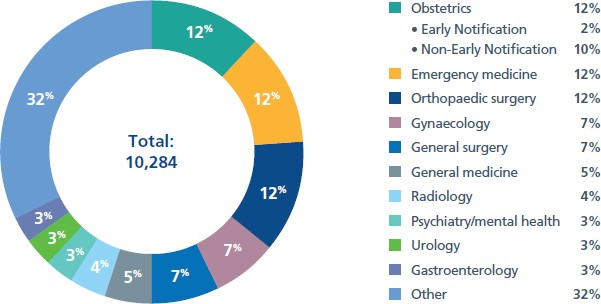 12%
12%
12%
7%
7%
5%
4%
3%
3%
3%
32%
Total:
10,284
Obstetrics 12%
• Early Notification 2%
• Non-Early Notification 10%
Emergency medicine 12%
Orthopaedic surgery 12%
Gynaecology 7%
General surgery 7%
General medicine 5%
Radiology 4%
Psychiatry/mental health 3%
Urology 3%
Gastroenterology 3%
Other 32%